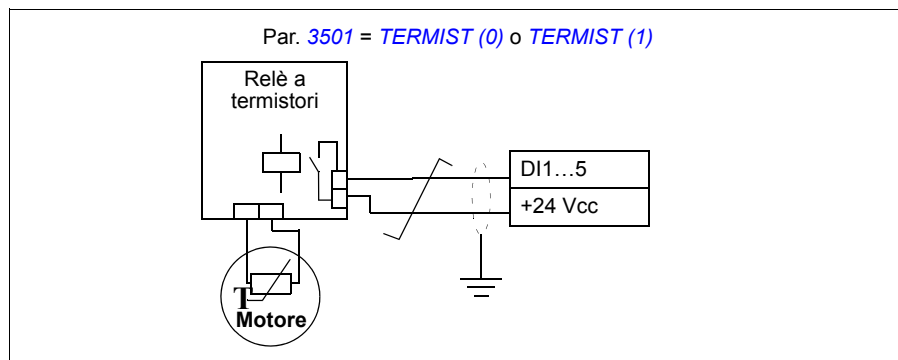 Par. 3501 = TERMIST (0) o TERMIST (1)
Relè a
termistori
DI1...5
+24 Vcc
T
Motore